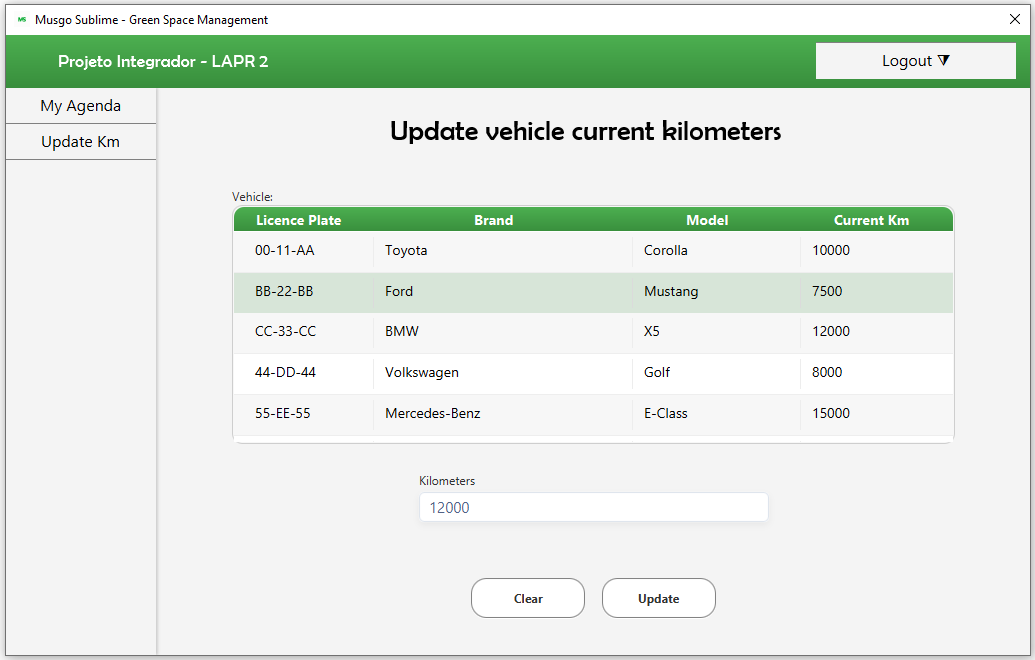 MS Musgo Sublime - Green Space Management
Projeto Integrador - LAPR 2
Logout
My Agenda
Update Km
Update vehicle current kilometers
Vehicle:
Licence Plate Brand Model Current Km
00-11-AA Toyota Corolla 10000
BB-22-BB Ford Mustang 7500
CC-33-CC BMW X5 12000
44-DD-44 Volkswagen Golf 8000
55-EE-55 Mercedes-Benz E-Class 15000
Kilometers
12000
Clear Update